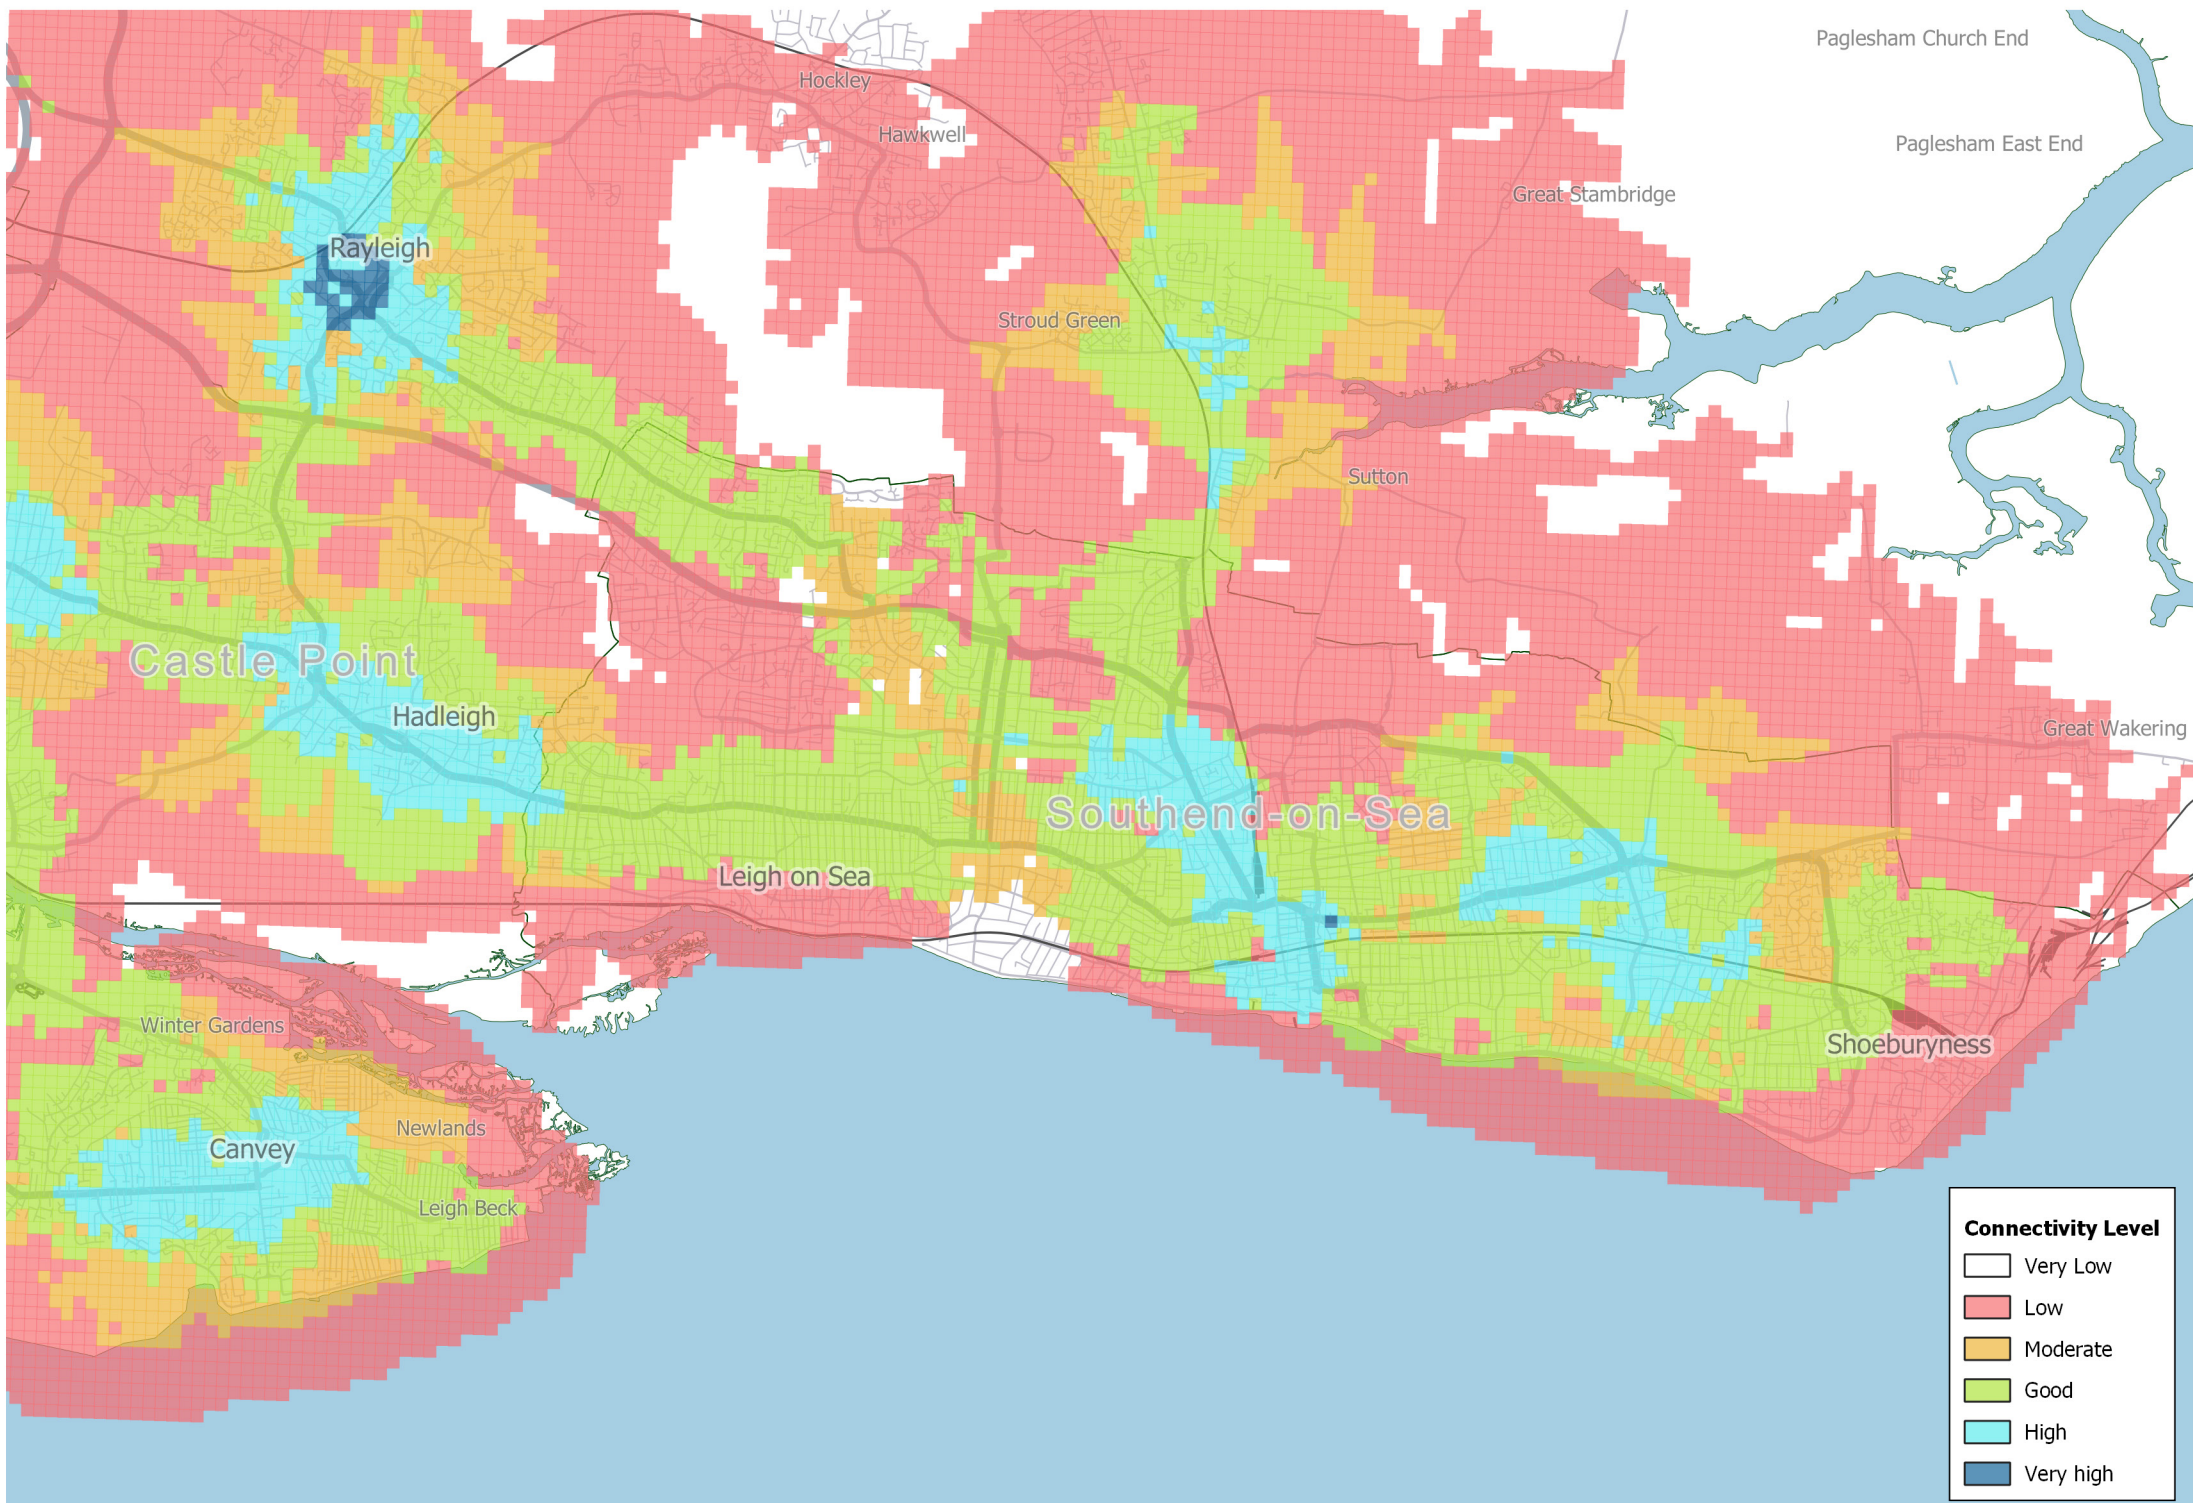 Paglesham Church End
Hockley
Hawkwell
Paglesham East End
Great Stambridge
Rayleigh
Stroud Green
Sutton
Castle Point
Hadleigh
Great Wakering
Southend-on-Sea
Leigh on Sea
Winter Gardens
Shoeburyness
Newlands
Canvey
Leigh Beck
Connectivity Level
Very Low
Low
Moderate
Good
High
Very high